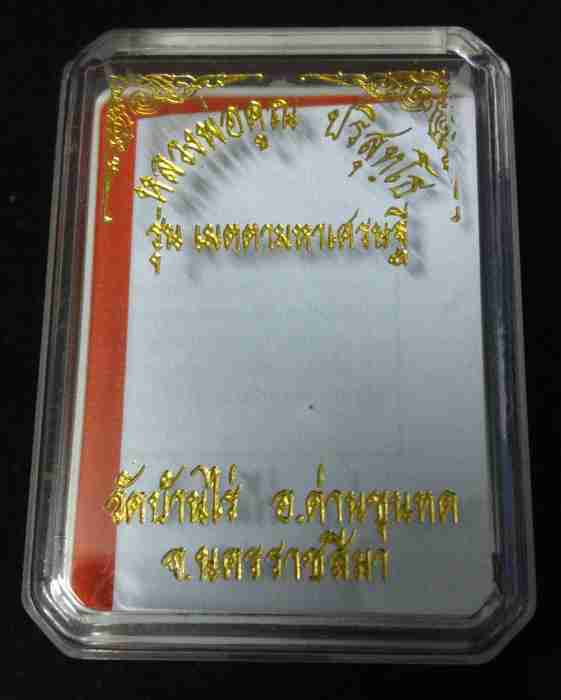 หลวงพ่อคูณ ปริสุทฺโธ
รุ่น เมตตามหาเศรษฐี
วัดบ้านไร่ อ.ด่านขุนทด
จ.นครราชสีมา